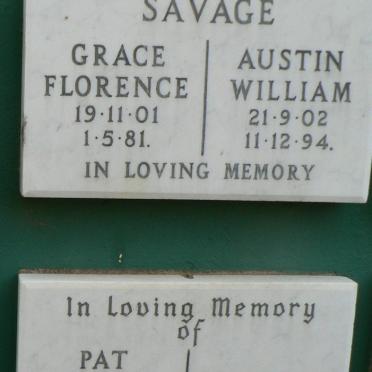 SAVAGE
GRACE
FLORENCE
19·11·01
1·5·81.
AUSTIN
WILLIAM
21·9·02
11·12·94.
IN LOVING MEMORY
In Loving Memory
of
PAT